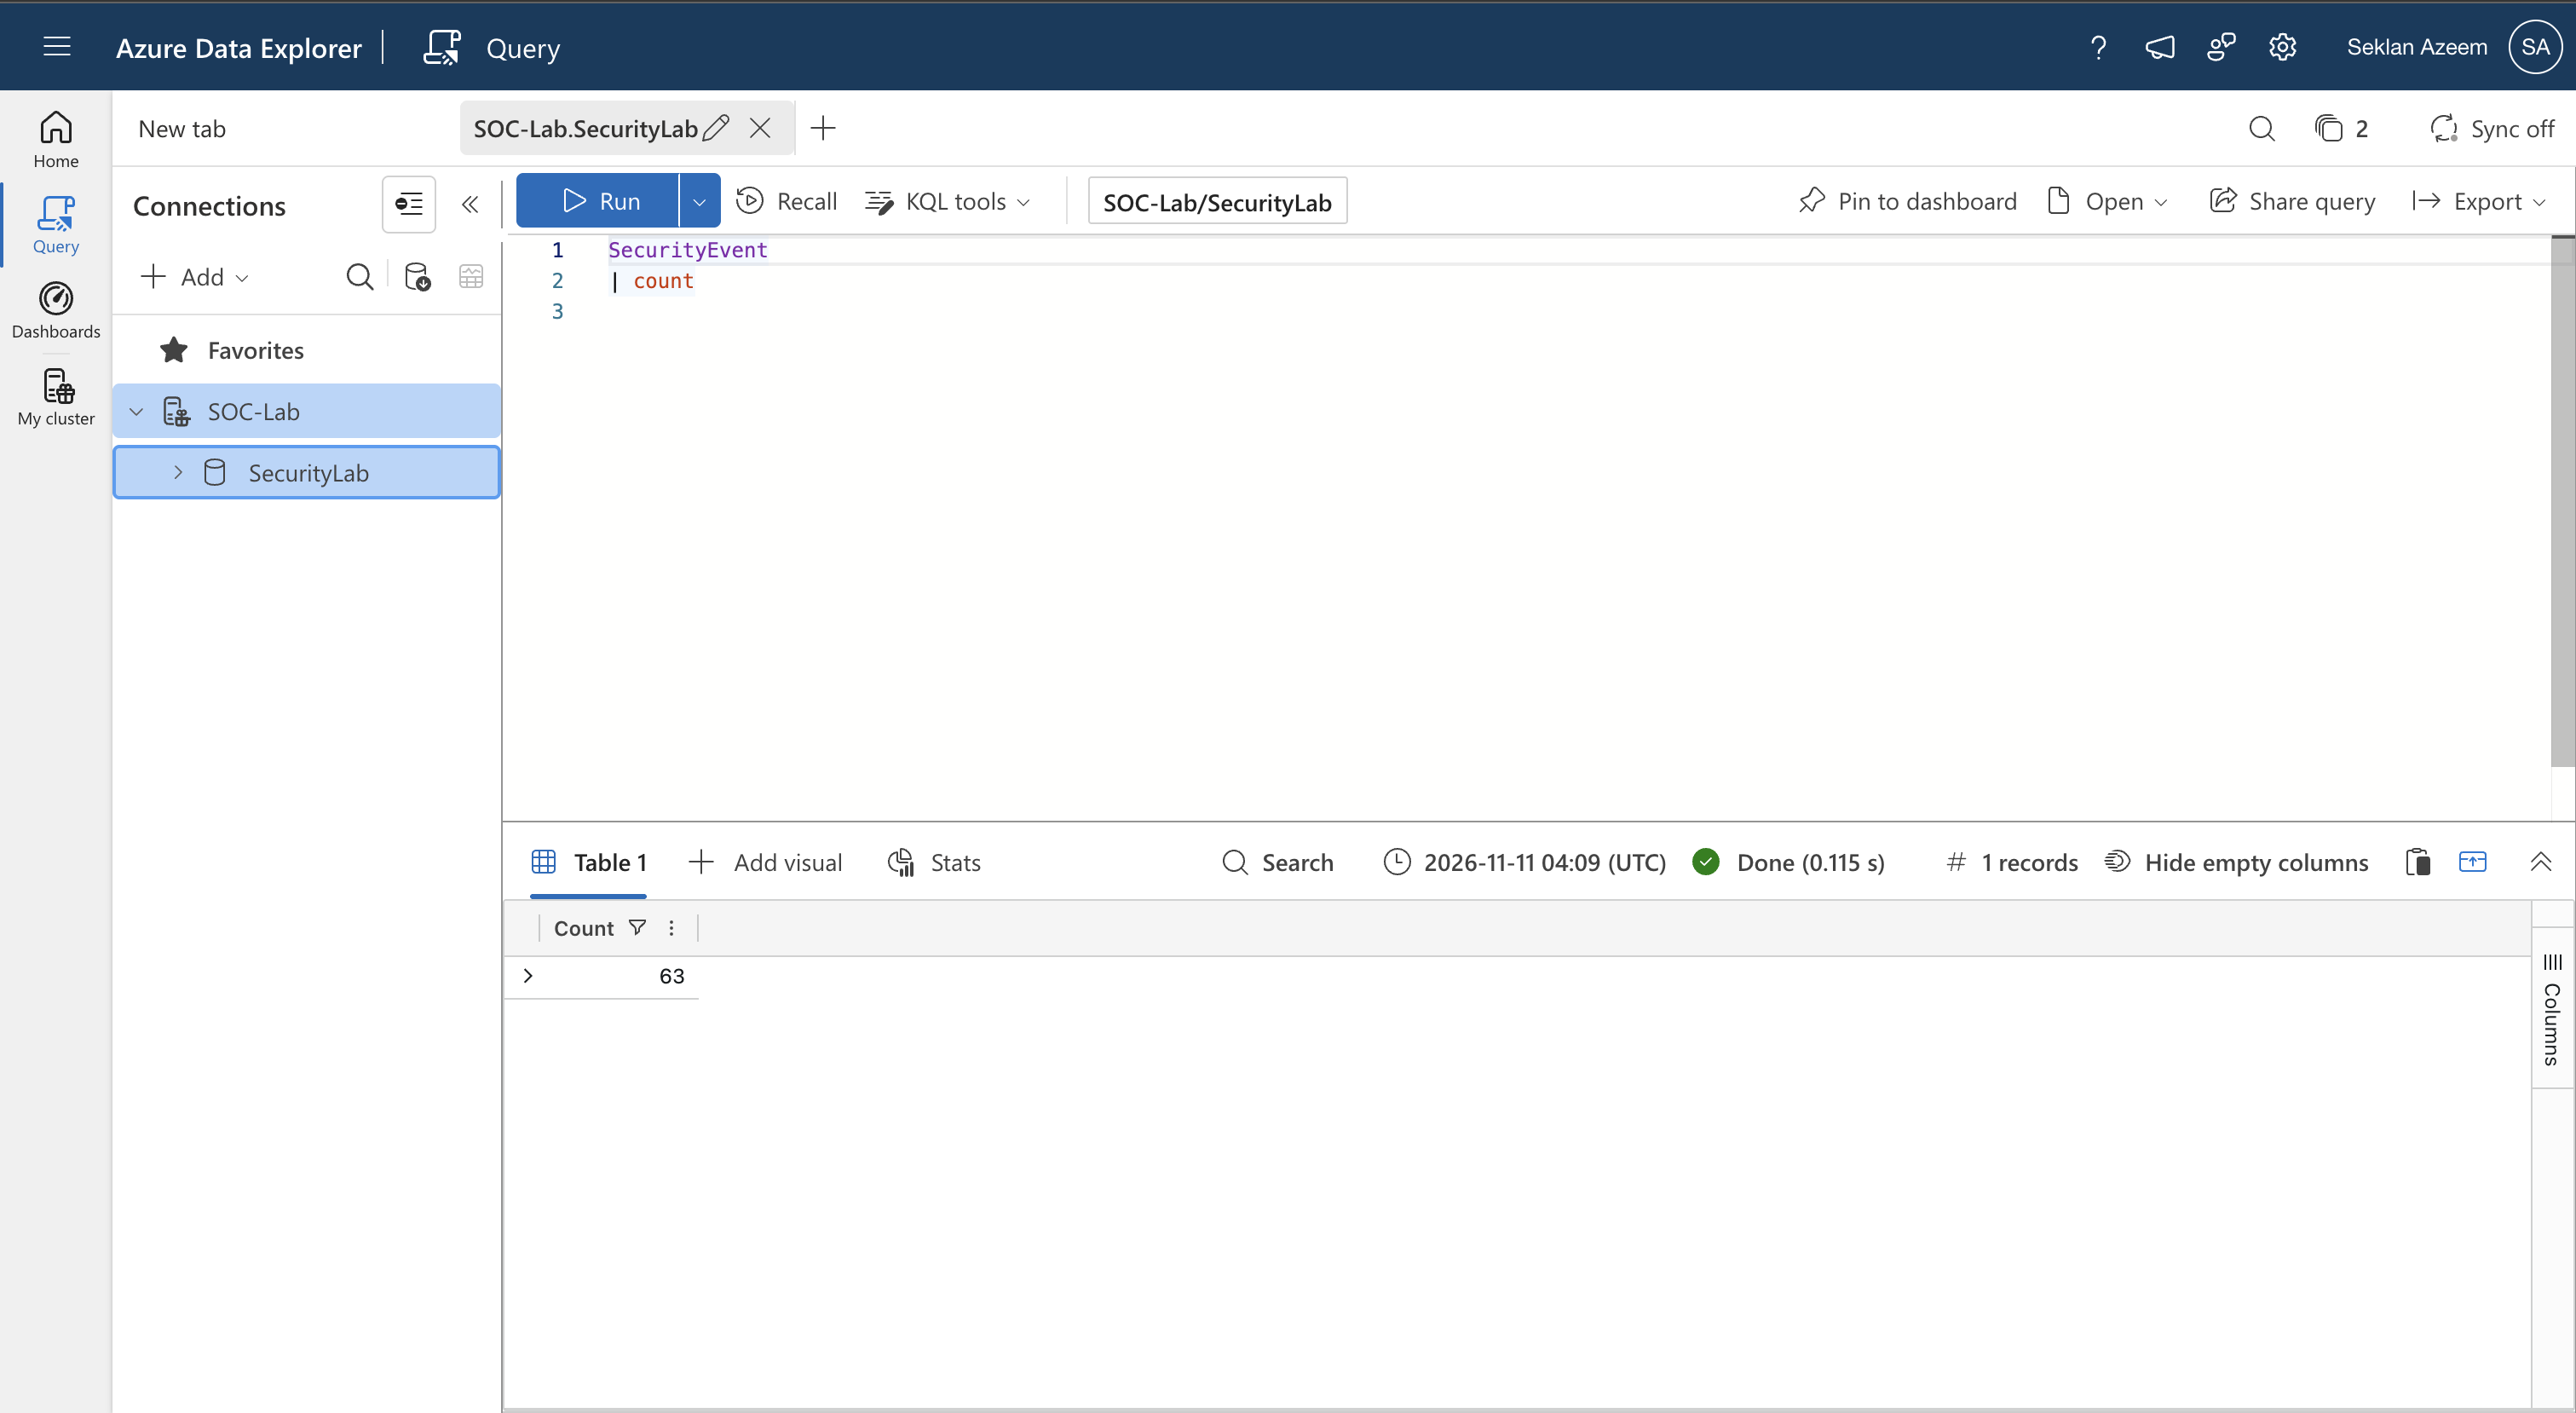 Azure Data Explorer | Query ? Seklan Azeem SA
Home
Query
Dashboards
My cluster
New tab SOC-Lab.SecurityLab 2 Sync off
Connections
Add
Favorites
SOC-Lab
SecurityLab
Run Recall KQL tools SOC-Lab/SecurityLab Pin to dashboard Open Share query Export
1 SecurityEvent
2 | count
3
Table 1 Add visual Stats Search 2026-11-11 04:09 (UTC) Done (0.115 s) # 1 records Hide empty columns
Count
63
Columns